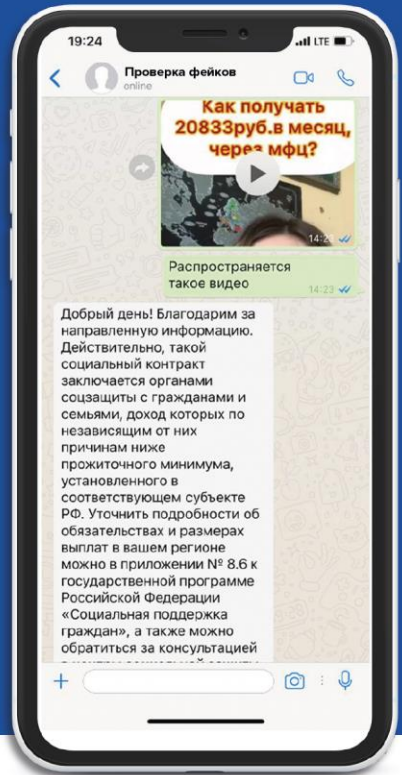 19:24
LTE
Проверка фейков
online
Как получать
20833руб.в месяц,
через мфц?
14:23
Распространяется
такое видео
14:23
Добрый день! Благодарим за
направленную информацию.
Действительно, такой
социальный контракт
заключается органами
соцзащиты с гражданами и
семьями, доход которых по
независящим от них
причинам ниже
прожиточного минимума,
установленного в
соответствующем субъекте
РФ. Уточнить подробности об
обязательствах и размерах
выплат в вашем регионе
можно в приложении № 8.6 к
государственной программе
Российской Федерации
«Социальная поддержка
граждан», а также можно
обратиться за консультацией